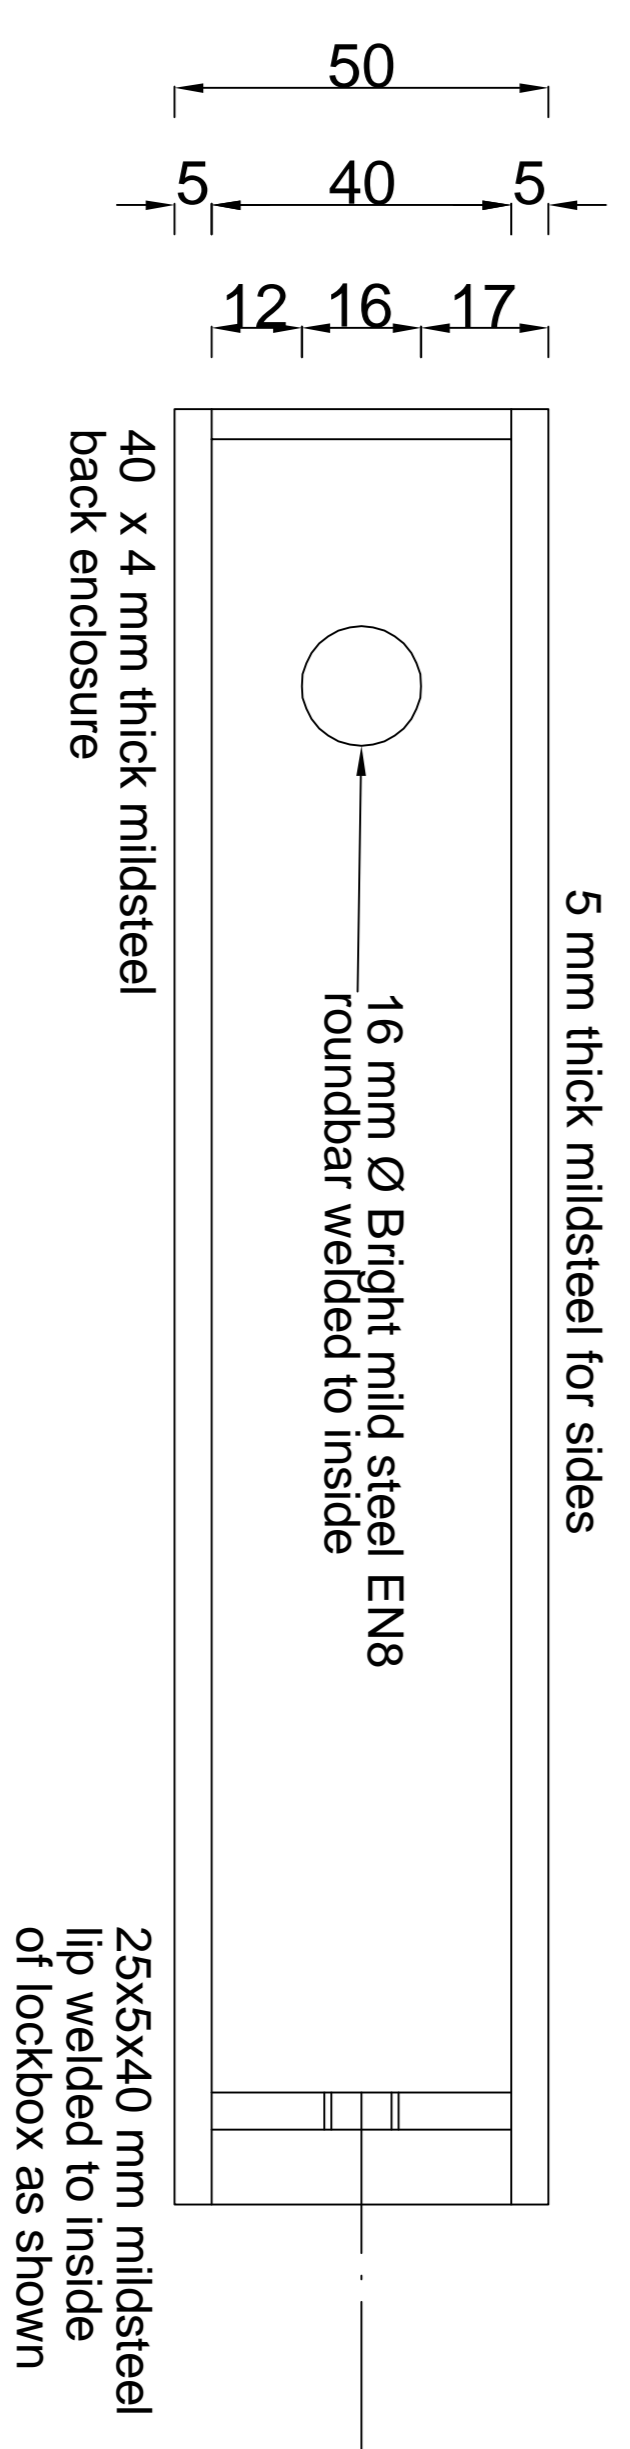 50
5 40 5
12 16 17
40 x 4 mm thick mildsteel
back enclosure
5 mm thick mildsteel for sides
16 mm Ø Bright mild steel EN8
roundbar welded to inside
25x5x40 mm mildsteel
lip welded to inside
of lockbox as shown